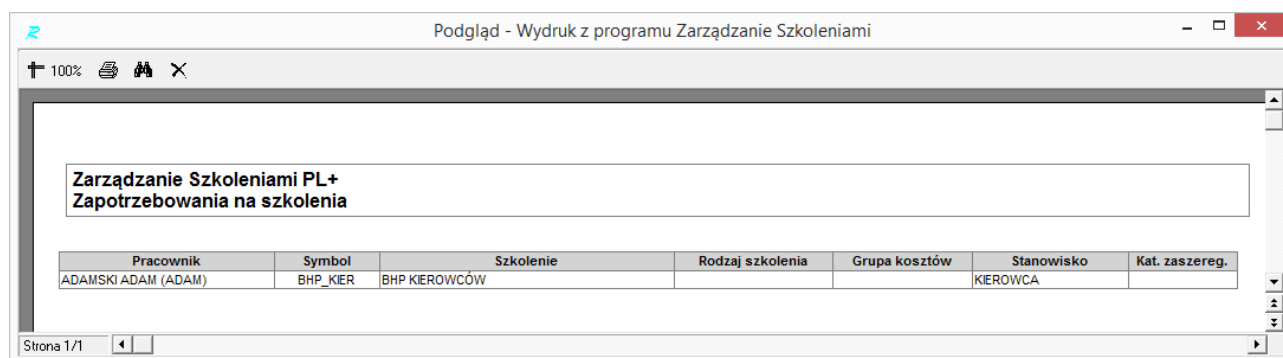 Podgląd - Wydruk z programu Zarządzanie Szkoleniami
100%
Zarządzanie Szkoleniami PL+
Zapotrzebowania na szkolenia
Pracownik Symbol Szkolenie Rodzaj szkolenia Grupa kosztów Stanowisko Kat. zaszereg.
ADAMSKI ADAM (ADAM) BHP_KIER BHP KIEROWCÓW KIEROWCA
Strona 1/1